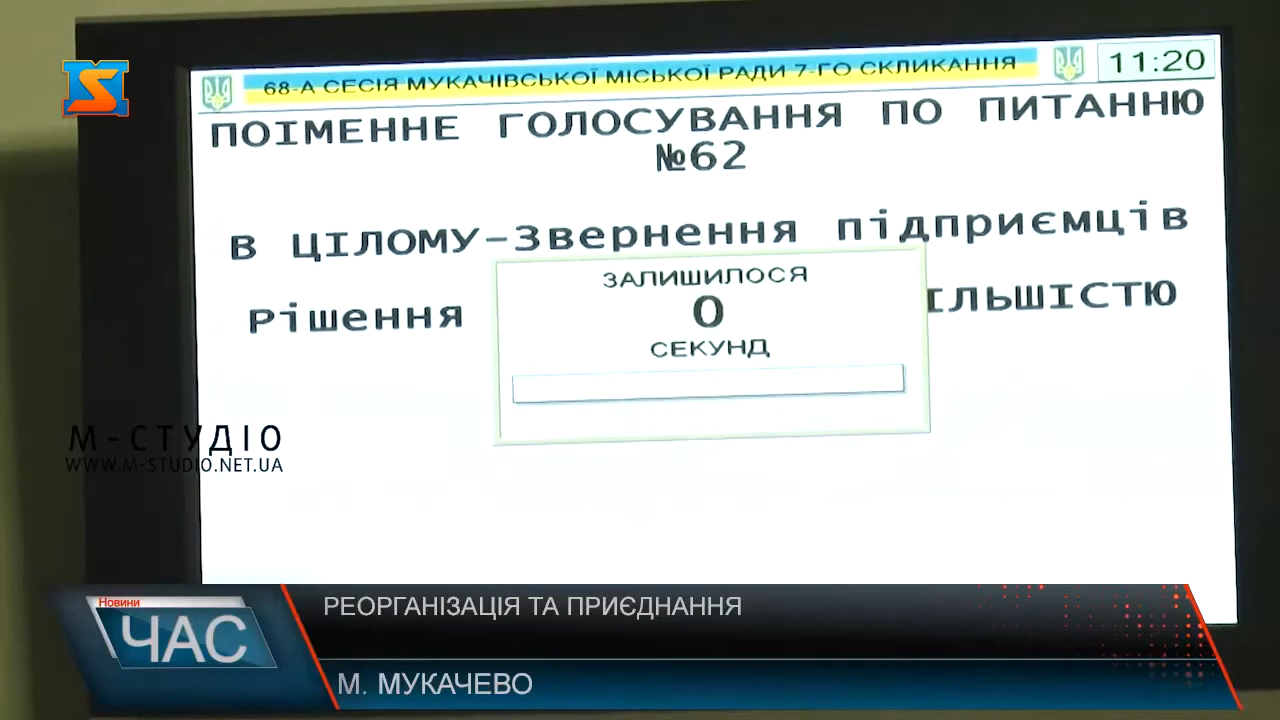 68-А СЕСІЯ МУКАЧІВСЬКОЇ МІСЬКОЇ РАДИ 7-ГО СКЛИКАННЯ
11:20
ПОІМЕННЕ ГОЛОСУВАННЯ ПО ПИТАННЮ
№62
В ЦІЛОМУ-Звернення підприємців
Рішення ІЛЬШІСТЮ
ЗАЛИШИЛОСЯ
0
СЕКУНД
М-СТУДІО
WWW.M-STUDIO.NET.UA
Новини
ЧАС
РЕОРГАНІЗАЦІЯ ТА ПРИЄДНАННЯ
М. МУКАЧЕВО